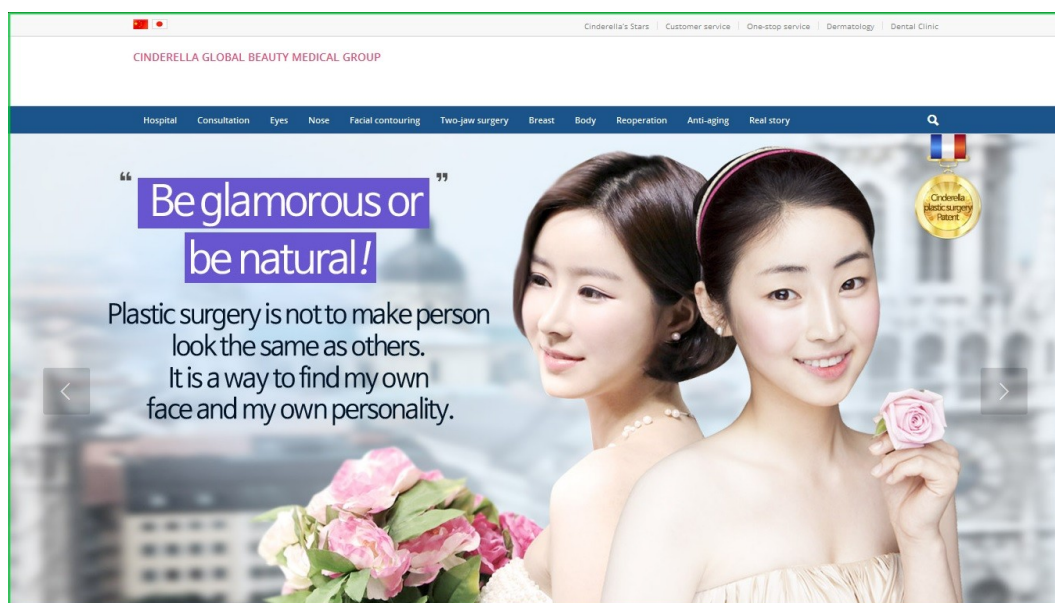 Cinderella's Stars Customer service One-stop service Dermatology Dental Clinic
CINDERELLA GLOBAL BEAUTY MEDICAL GROUP
Hospital Consultation Eyes Nose Facial contouring Two-jaw surgery Breast Body Reoperation Anti-aging Real story
“ Be glamorous or ”
be natural!
Plastic surgery is not to make person
look the same as others.
It is a way to find my own
face and my own personality.
Cinderella
plastic surgery
Patent